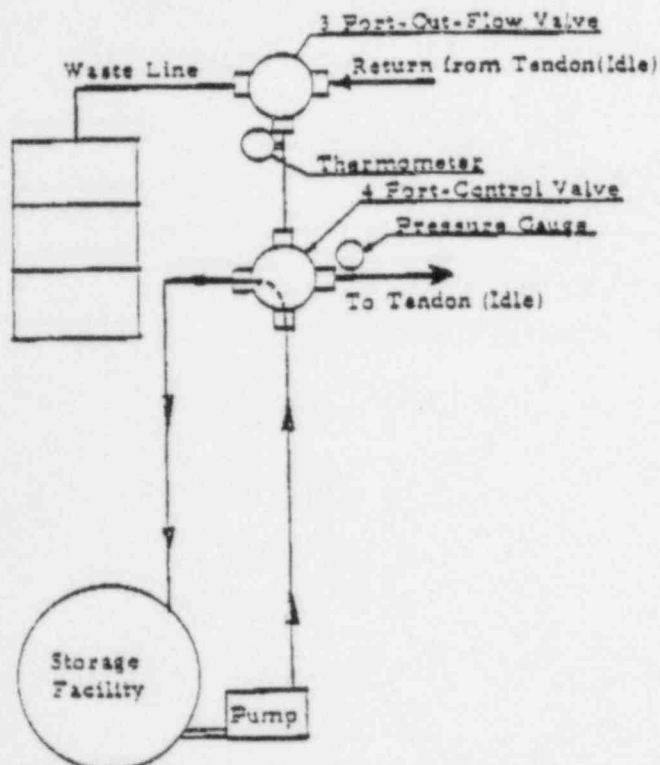 3 Port-Out-Flow Valve
Waste Line
Return from Tendon(Idle)
Thermometer
4 Port-Control Valve
Pressure Gauge
To Tendon (Idle)
Storage
Facility
Pump